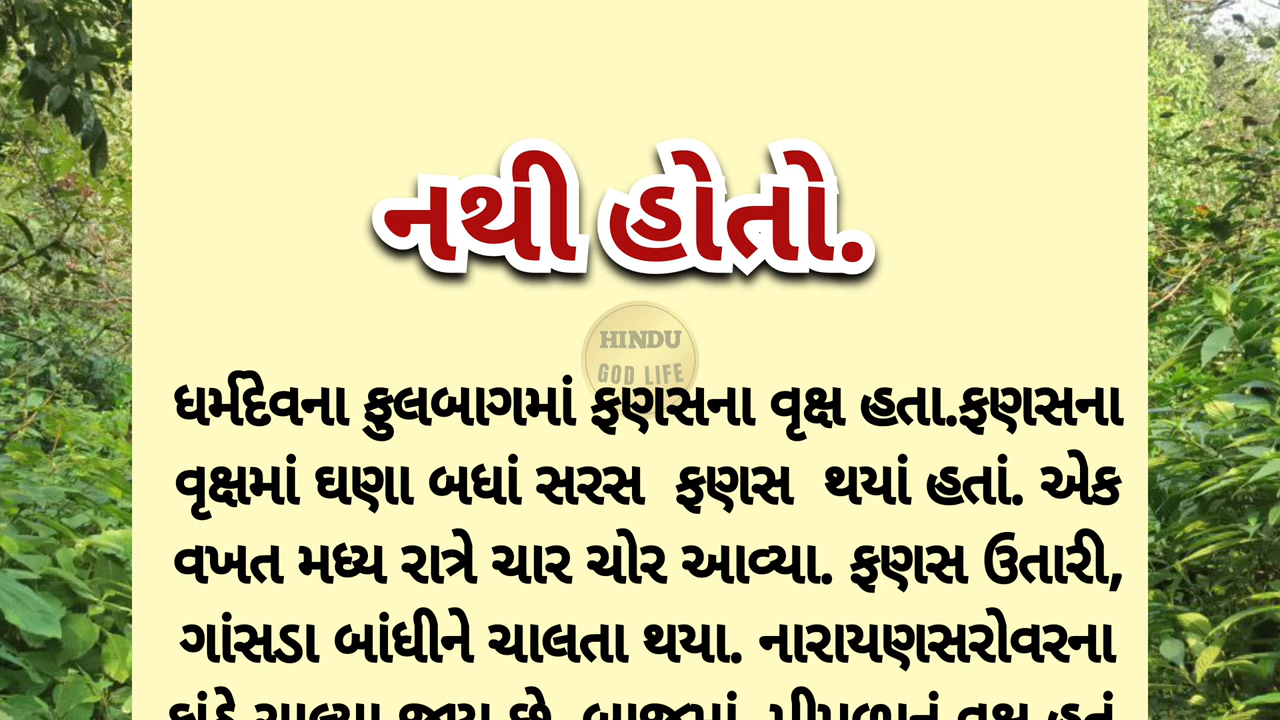 નથી હોતો.
HINDU
GOD LIFE
ધર્મદેવના ફુલબાગમાં ફણસના વૃક્ષ હતા.ફણસના
વૃક્ષમાં ઘણા બધાં સરસ ફણસ થયાં હતાં. એક
વખત મધ્ય રાત્રે ચાર ચોર આવ્યા. ફણસ ઉતારી,
ગાંસડા બાંધીને ચાલતા થયા. નારાયણસરોવરના